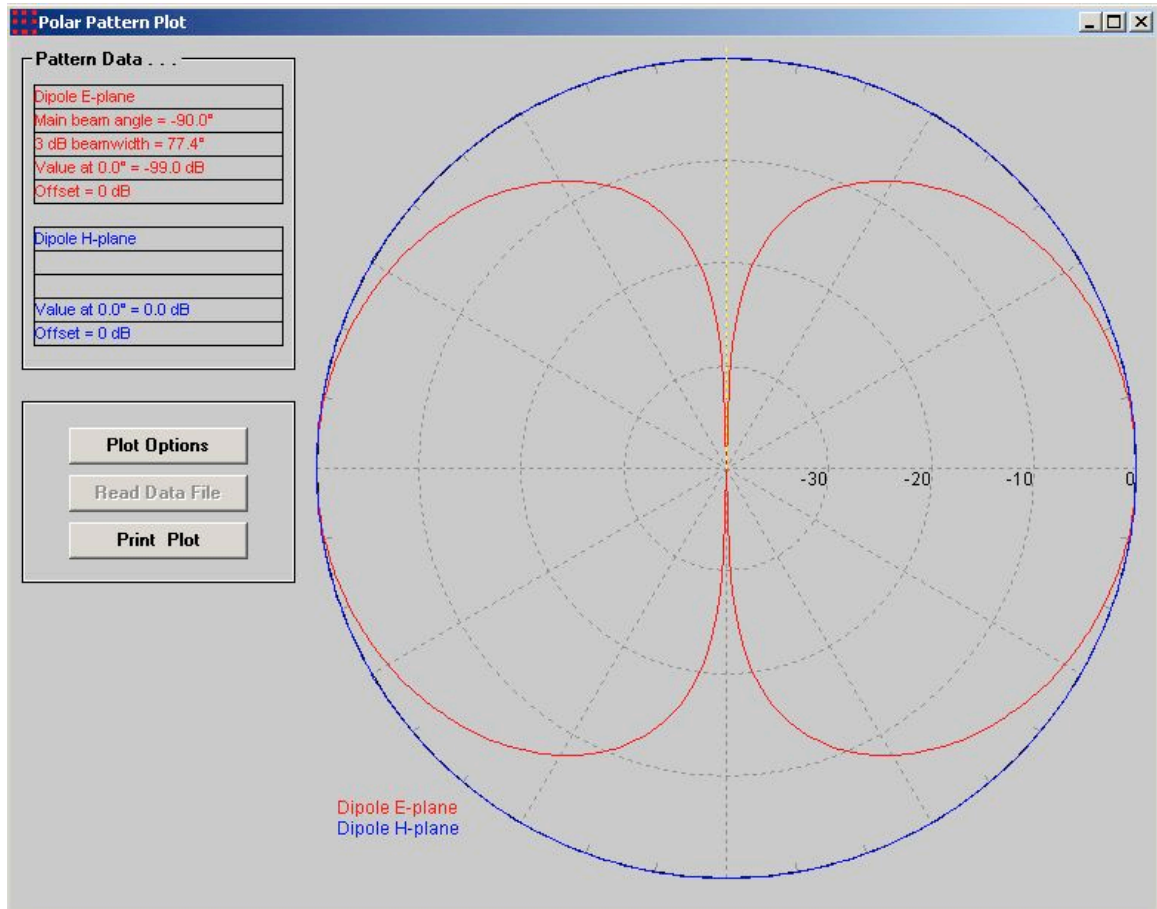 Polar Pattern Plot
Pattern Data . . .
Dipole E-plane
Main beam angle = -90.0°
3 dB beamwidth = 77.4°
Value at 0.0° = -99.0 dB
Offset = 0 dB
Dipole H-plane
Value at 0.0° = 0.0 dB
Offset = 0 dB
Plot Options
Read Data File
Print Plot
-30 -20 -10 0
Dipole E-plane
Dipole H-plane